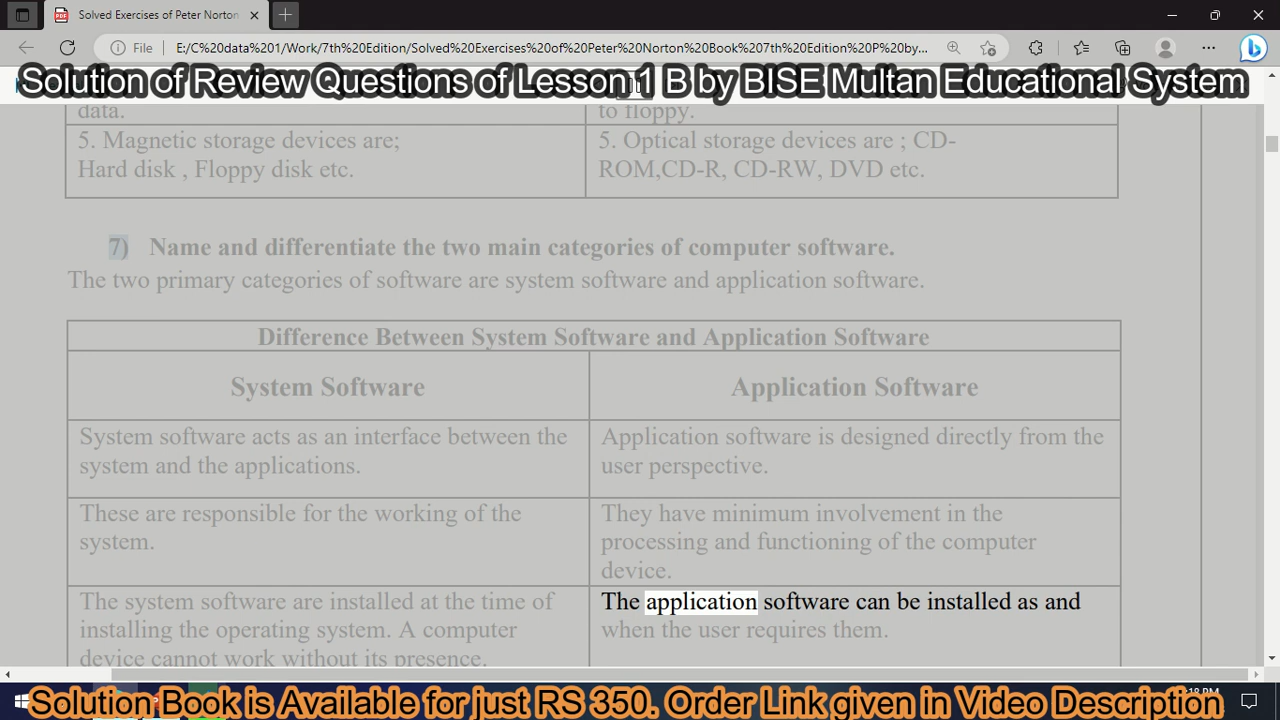 Solved Exercises of Peter Norton
File
E:/C%20data%201/Work/7th%20Edition/Solved%20Exercises%20of%20Peter%20Norton%20Book%207th%20Edition%20P%20by...
Solution of Review Questions of Lesson 1 B by BISE Multan Educational System
data.
to floppy.
5. Magnetic storage devices are;
Hard disk , Floppy disk etc.
5. Optical storage devices are ; CD-
ROM,CD-R, CD-RW, DVD etc.
7) Name and differentiate the two main categories of computer software.
The two primary categories of software are system software and application software.
Difference Between System Software and Application Software
System Software
Application Software
System software acts as an interface between the
system and the applications.
Application software is designed directly from the
user perspective.
These are responsible for the working of the
system.
They have minimum involvement in the
processing and functioning of the computer
device.
The system software are installed at the time of
installing the operating system. A computer
device cannot work without its presence.
The application software can be installed as and
when the user requires them.
Solution Book is Available for just RS 350. Order Link given in Video Description